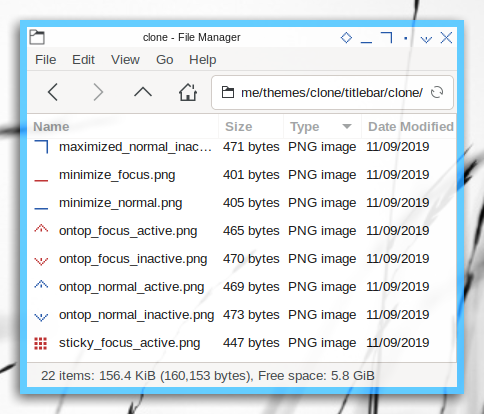 clone - File Manager
File Edit View Go Help
me/themes/clone/titlebar/clone/
Name Size Type Date Modified
maximized_normal_inac... 471 bytes PNG image 11/09/2019
minimize_focus.png 401 bytes PNG image 11/09/2019
minimize_normal.png 405 bytes PNG image 11/09/2019
ontop_focus_active.png 465 bytes PNG image 11/09/2019
ontop_focus_inactive.png 470 bytes PNG image 11/09/2019
ontop_normal_active.png 469 bytes PNG image 11/09/2019
ontop_normal_inactive.png 473 bytes PNG image 11/09/2019
sticky_focus_active.png 447 bytes PNG image 11/09/2019
22 items: 156.4 KiB (160,153 bytes), Free space: 5.8 GiB